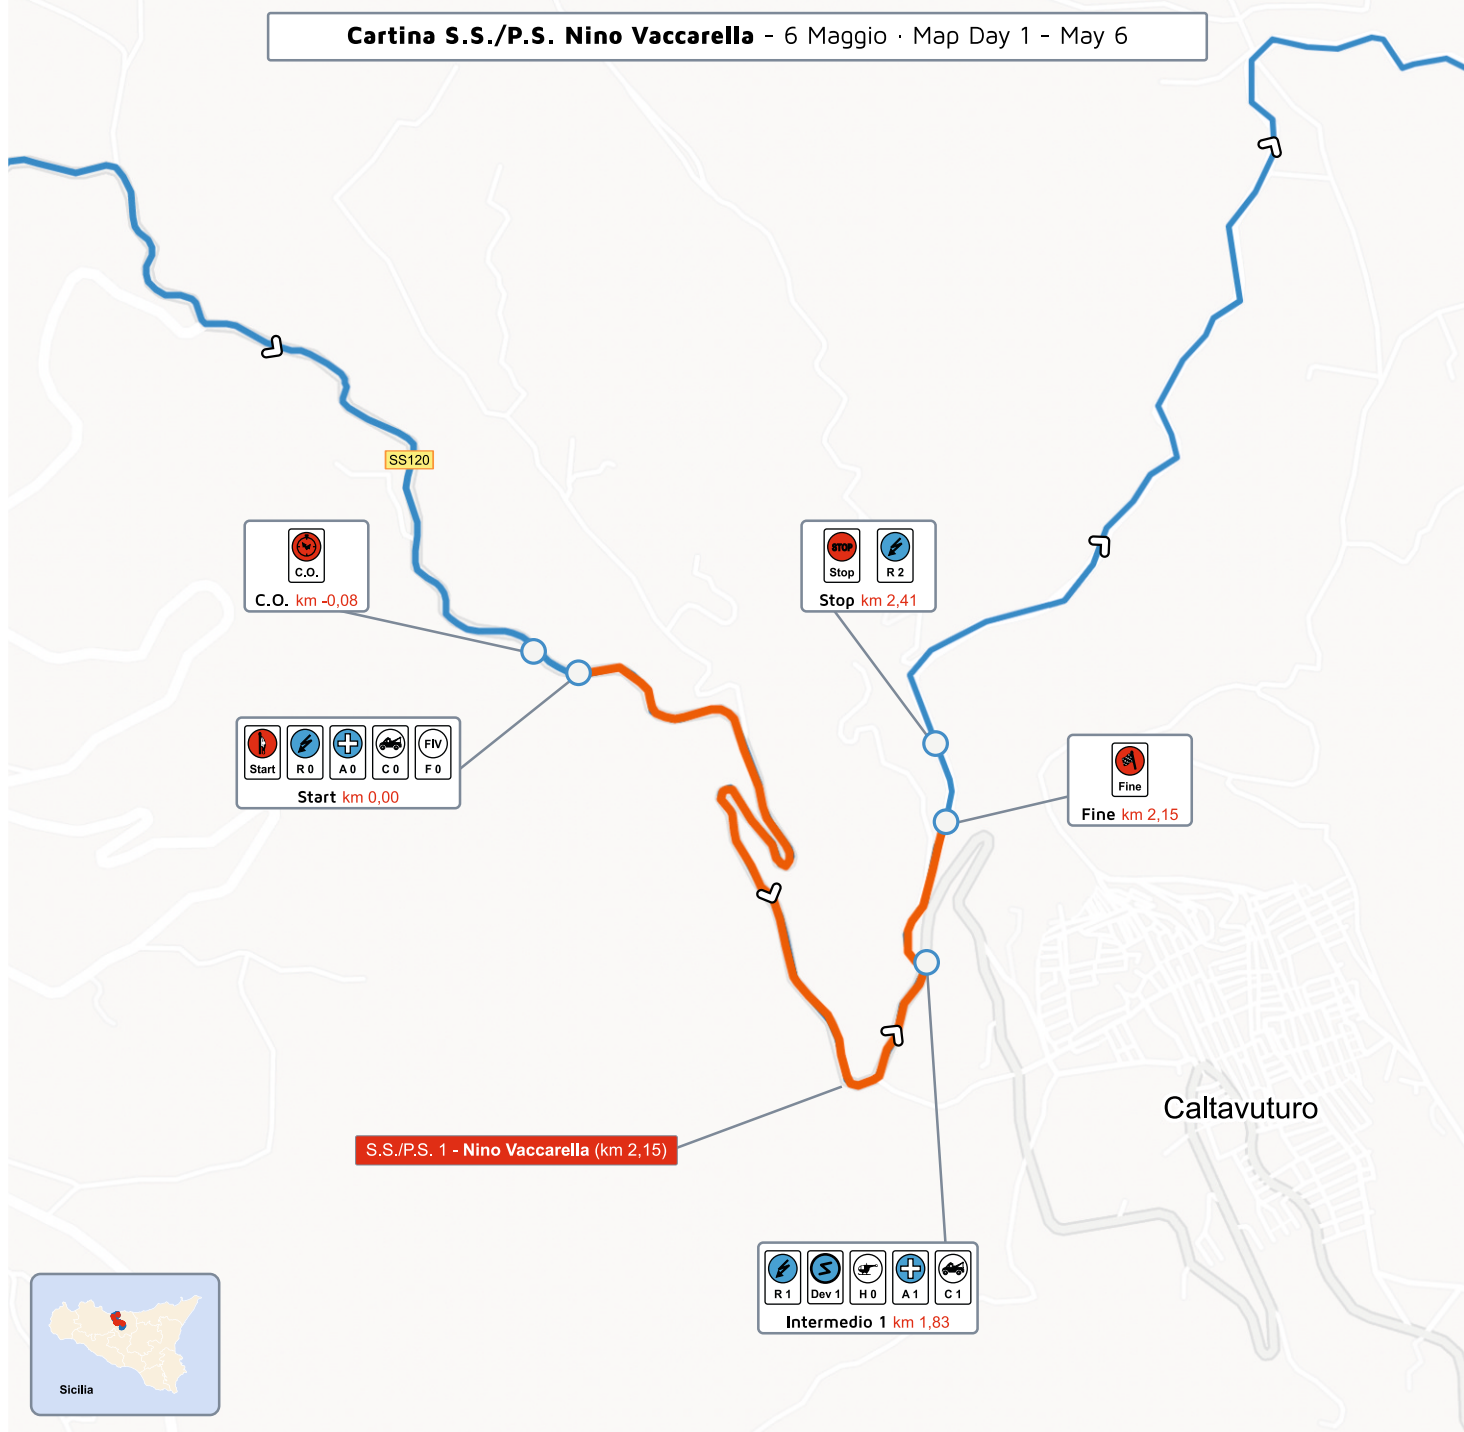 Cartina S.S./P.S. Nino Vaccarella - 6 Maggio · Map Day 1 - May 6
SS120
C.O.
C.O. km -0,08
STOP
Stop R 2
Stop km 2,41
FIV
Start R 0 A 0 C 0 F 0
Start km 0,00
Fine
Fine km 2,15
Caltavuturo
S.S./P.S. 1 - Nino Vaccarella (km 2,15)
R 1 Dev 1 H 0 A 1 C 1
Intermedio 1 km 1,83
Sicilia